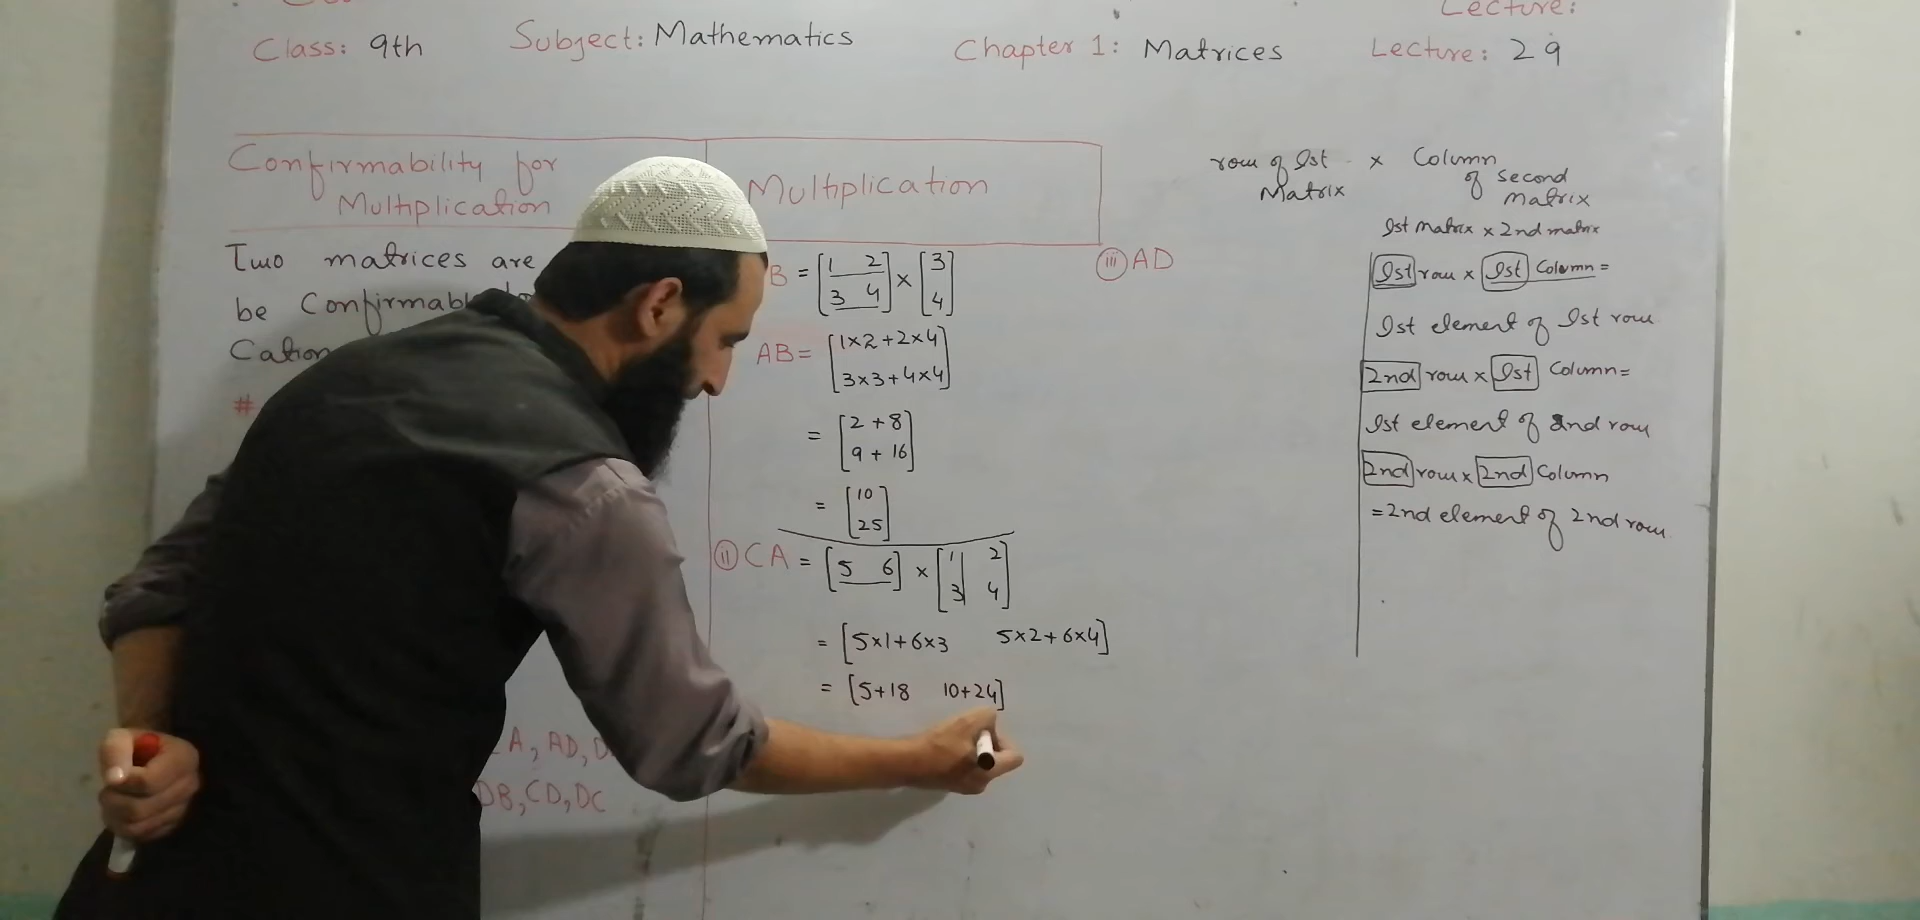 Lecture:
Class: 9th Subject: Mathematics Chapter 1: Matrices Lecture: 29
Confirmability for
Multiplication
Multiplication
Two matrices are
be Confirmable
Cation
#
A, AD, D
DB, CD, DC
B = [1 2 × [3
3 4] 4]
AB = [1×2+2×4
3×3+4×4]
= [2+8
9+16]
= [10
25]
(ii) CA = [5 6] × [1 2
3 4]
= [5×1+6×3 5×2+6×4]
= [5+18 10+24]
(iii) AD
row of Ist × Column
Matrix of second
matrix
Ist matrix × 2nd matrix
Ist row × Ist Column =
Ist element of Ist row
2nd row × Ist Column =
Ist element of 2nd row
2nd row × 2nd Column
= 2nd element of 2nd row